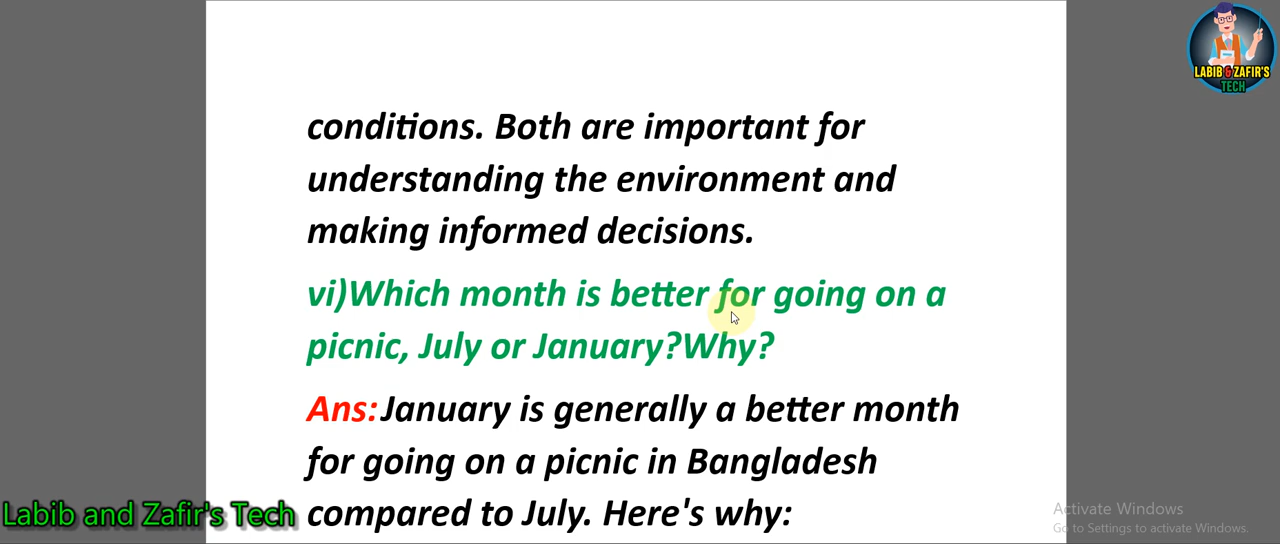 conditions. Both are important for
understanding the environment and
making informed decisions.
vi)Which month is better for going on a
picnic, July or January?Why?
Ans:January is generally a better month
for going on a picnic in Bangladesh
compared to July. Here's why:
Labib and Zafir's Tech
LABIB & ZAFIR'S
TECH
Activate Windows
Go to Settings to activate Windows.